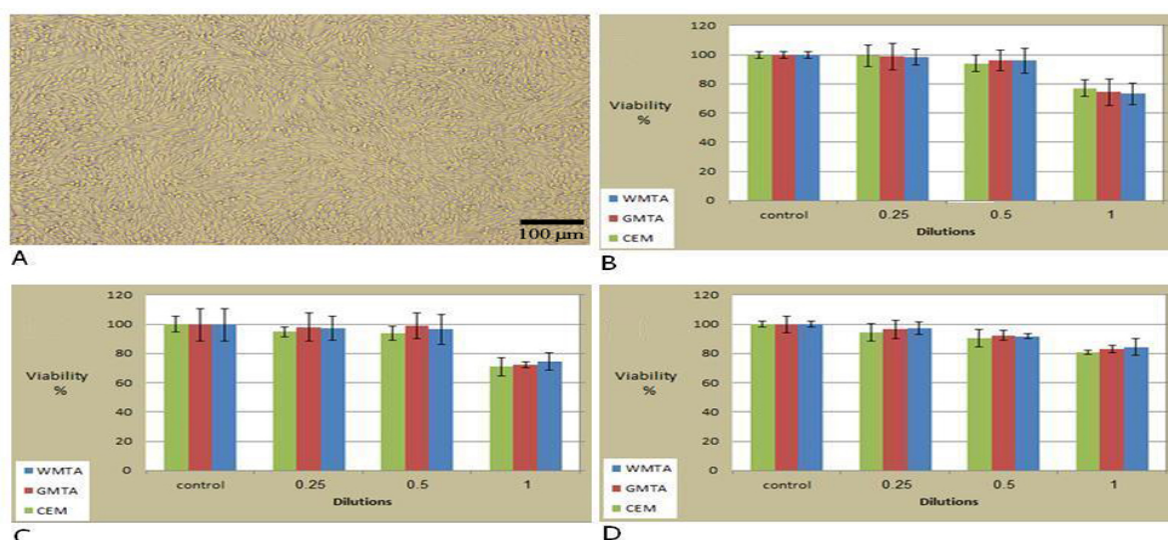 100 µm
A
120
100
80
60
40
20
0
Viability
%
WMTA
GMTA
CEM
control 0.25 0.5 1
Dilutions
B
120
100
80
60
40
20
0
Viability
%
WMTA
GMTA
CEM
control 0.25 0.5 1
Dilutions
C
120
100
80
60
40
20
0
Viability
%
WMTA
GMTA
CEM
control 0.25 0.5 1
Dilutions
D